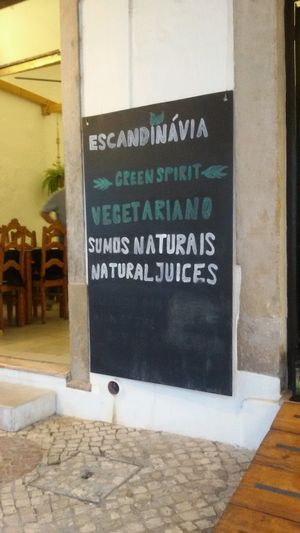 ESCANDINÁVIA
GREEN SPIRIT
VEGETARIANO
SUMOS NATURAIS
NATURAL JUICES